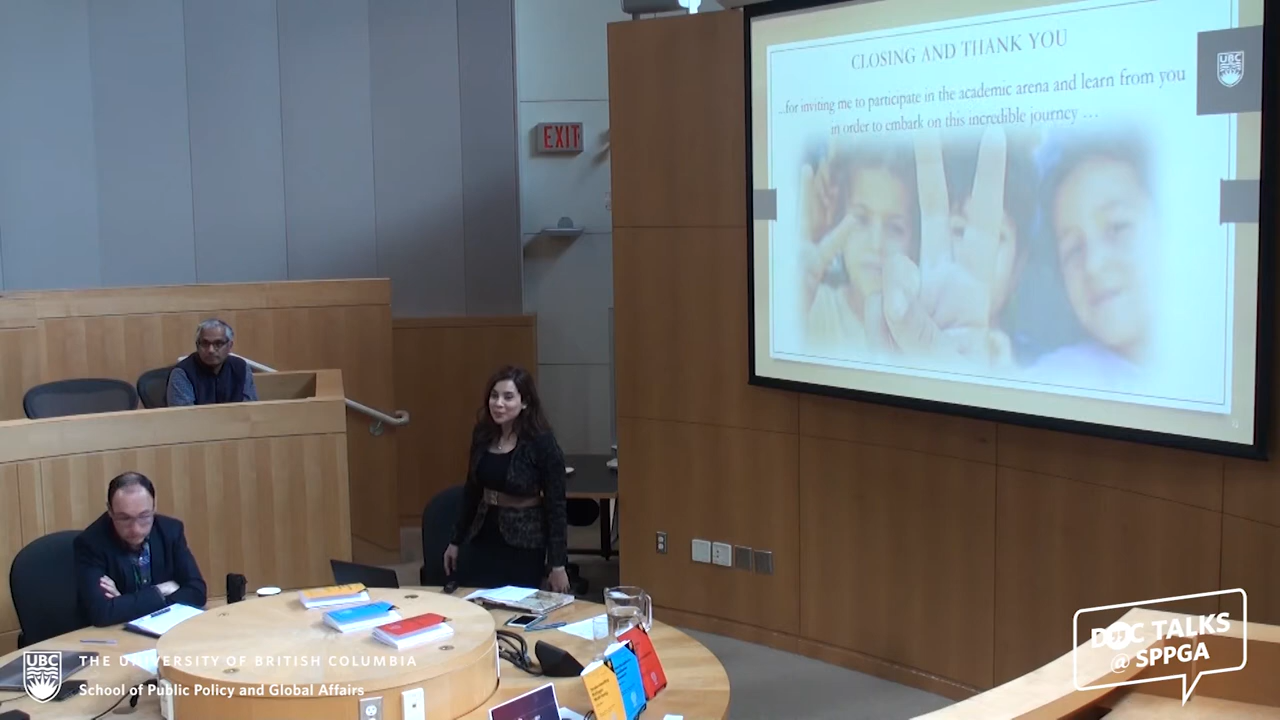 CLOSING AND THANK YOU
UBC
...for inviting me to participate in the academic arena and learn from you
in order to embark on this incredible journey ...
EXIT
DOC TALKS
@ SPPGA
UBC
THE UNIVERSITY OF BRITISH COLUMBIA
School of Public Policy and Global Affairs